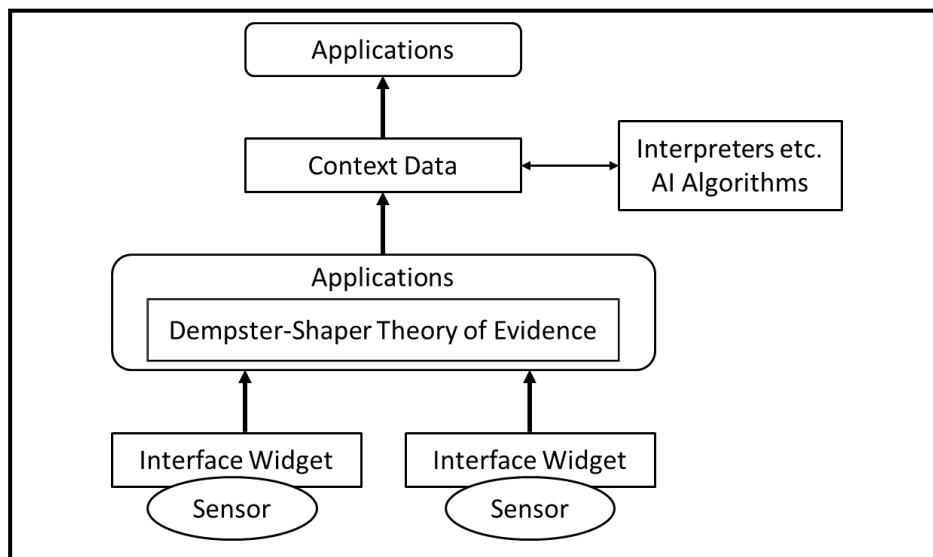 Applications
Context Data
Interpreters etc.
AI Algorithms
Applications
Dempster-Shaper Theory of Evidence
Interface Widget
Interface Widget
Sensor
Sensor